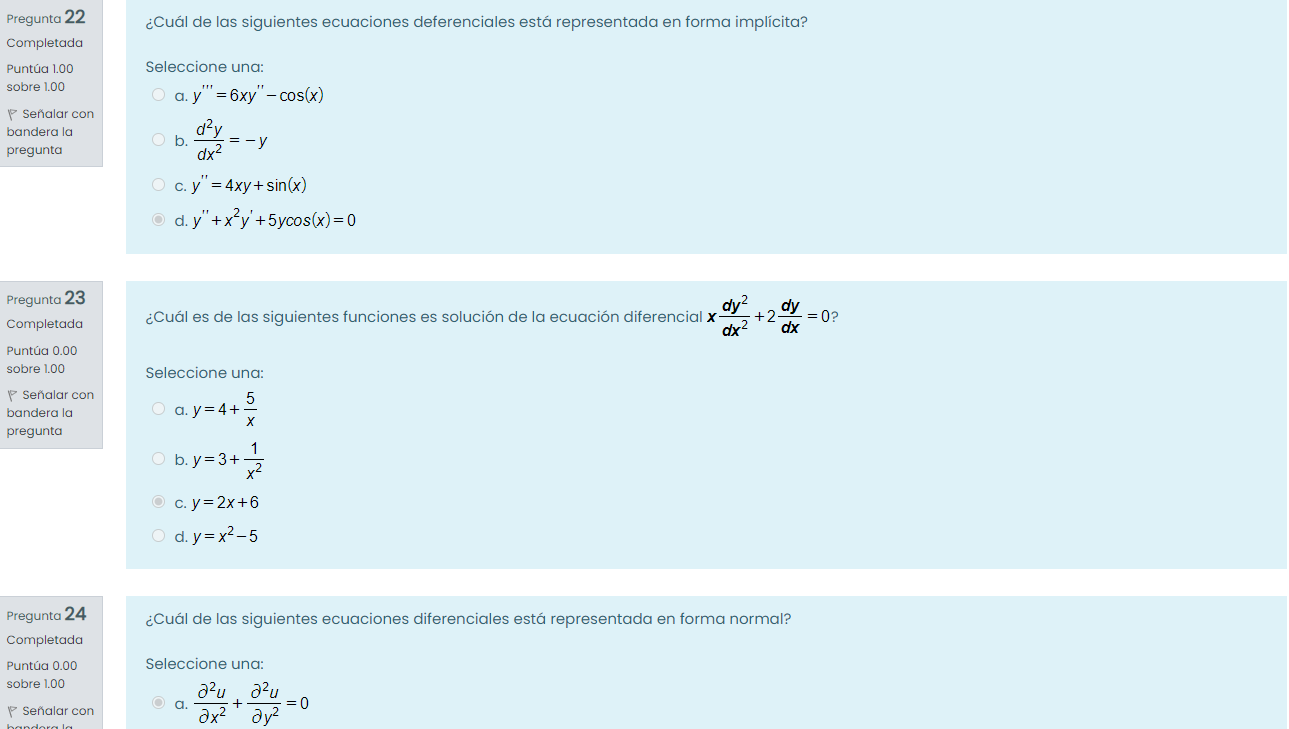 Pregunta 22
Completada
Puntúa 1.00
sobre 1.00
Señalar con
bandera la
pregunta
¿Cuál de las siguientes ecuaciones deferenciales está representada en forma implícita?
Seleccione una:
a. y''' = 6xy'' − cos(x)
b. d²y/dx² = − y
c. y'' = 4xy + sin(x)
d. y'' + x²y' + 5ycos(x) = 0
Pregunta 23
Completada
Puntúa 0.00
sobre 1.00
Señalar con
bandera la
pregunta
¿Cuál es de las siguientes funciones es solución de la ecuación diferencial x dy²/dx² + 2 dy/dx = 0?
Seleccione una:
a. y = 4 + 5/x
b. y = 3 + 1/x²
c. y = 2x + 6
d. y = x² − 5
Pregunta 24
Completada
Puntúa 0.00
sobre 1.00
Señalar con
bandera la
¿Cuál de las siguientes ecuaciones diferenciales está representada en forma normal?
Seleccione una:
a. ∂²u/∂x² + ∂²u/∂y² = 0